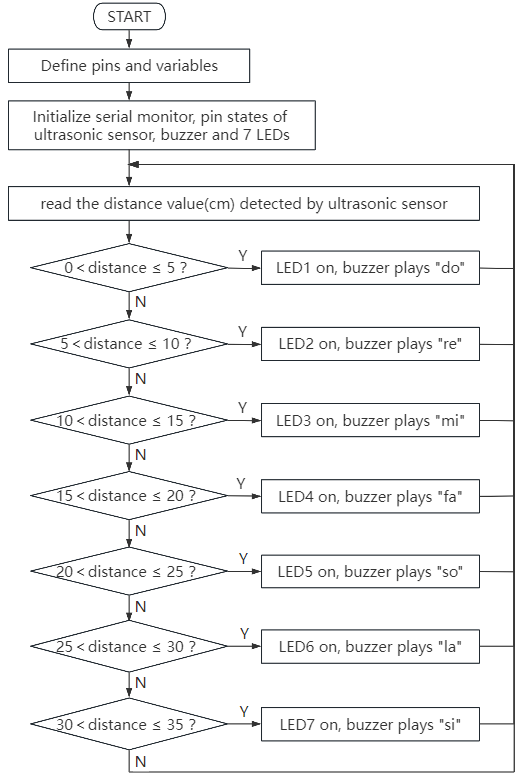 START
Define pins and variables
Initialize serial monitor, pin states of
ultrasonic sensor, buzzer and 7 LEDs
read the distance value(cm) detected by ultrasonic sensor
0 < distance ≤ 5 ?
Y
LED1 on, buzzer plays "do"
N
5 < distance ≤ 10 ?
Y
LED2 on, buzzer plays "re"
N
10 < distance ≤ 15 ?
Y
LED3 on, buzzer plays "mi"
N
15 < distance ≤ 20 ?
Y
LED4 on, buzzer plays "fa"
N
20 < distance ≤ 25 ?
Y
LED5 on, buzzer plays "so"
N
25 < distance ≤ 30 ?
Y
LED6 on, buzzer plays "la"
N
30 < distance ≤ 35 ?
Y
LED7 on, buzzer plays "si"
N